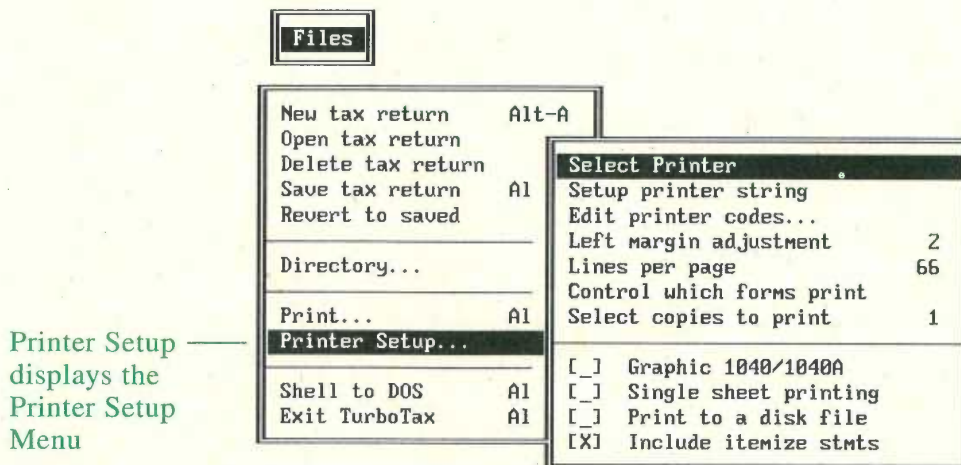 Files
New tax return Alt-A
Open tax return
Delete tax return
Save tax return Al
Revert to saved
Directory...
Print... Al
Printer Setup...
Shell to DOS Al
Exit TurboTax Al
Select Printer
Setup printer string
Edit printer codes...
Left margin adjustment 2
Lines per page 66
Control which forms print
Select copies to print 1
[_] Graphic 1040/1040A
[_] Single sheet printing
[_] Print to a disk file
[X] Include itemize stmts
Printer Setup
displays the
Printer Setup
Menu